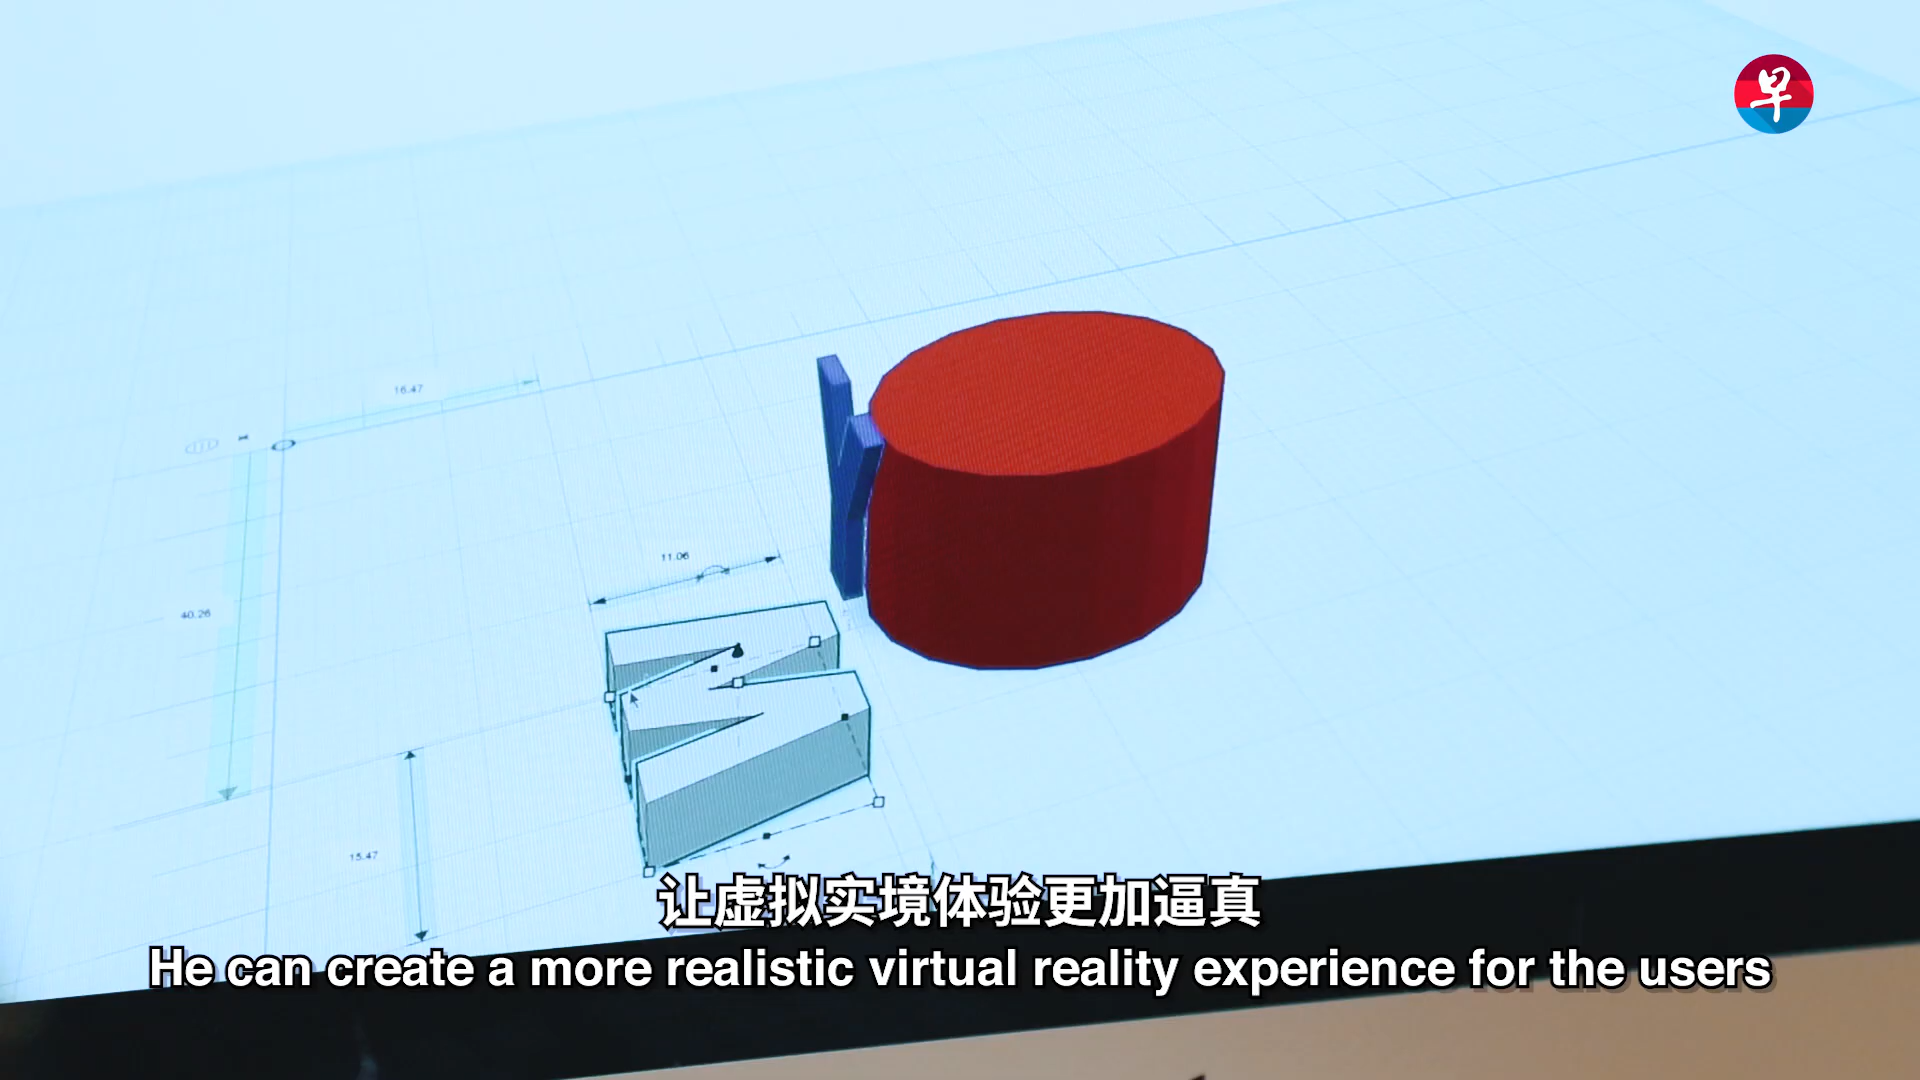 早
16.47
11.06
40.26
15.47
让虚拟实境体验更加逼真
He can create a more realistic virtual reality experience for the users